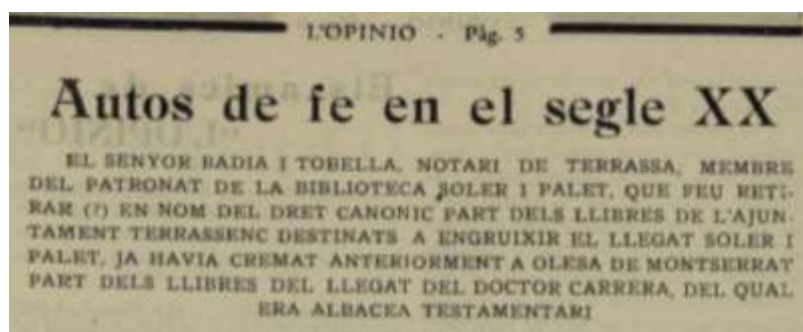 L'OPINIO - Pàg. 5
Autos de fe en el segle XX
EL SENYOR BADIA I TOBELLA, NOTARI DE TERRASSA, MEMBRE
DEL PATRONAT DE LA BIBLIOTECA SOLER I PALET, QUE FEU RETI-
RAR (?) EN NOM DEL DRET CANONIC PART DELS LLIBRES DE L'AJUN-
TAMENT TERRASSENC DESTINATS A ENGRUIXIR EL LLEGAT SOLER I
PALET, JA HAVIA CREMAT ANTERIORMENT A OLESA DE MONTSERRAT
PART DELS LLIBRES DEL LLEGAT DEL DOCTOR CARRERA, DEL QUAL
ERA ALBACEA TESTAMENTARI